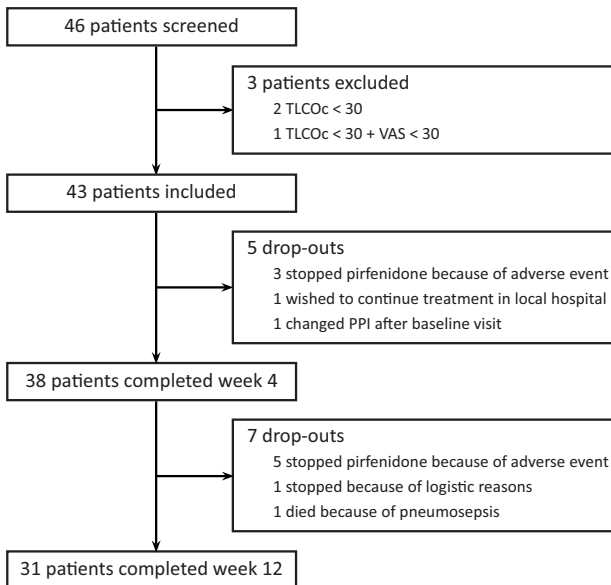 46 patients screened
3 patients excluded
2 TLCOc < 30
1 TLCOc < 30 + VAS < 30
43 patients included
5 drop-outs
3 stopped pirfenidone because of adverse event
1 wished to continue treatment in local hospital
1 changed PPI after baseline visit
38 patients completed week 4
7 drop-outs
5 stopped pirfenidone because of adverse event
1 stopped because of logistic reasons
1 died because of pneumosepsis
31 patients completed week 12